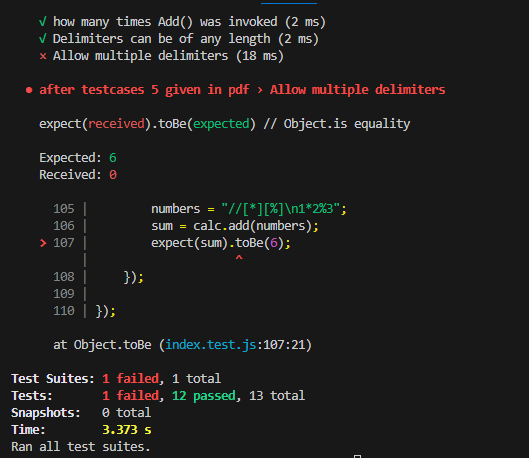 √ how many times Add() was invoked (2 ms)
√ Delimiters can be of any length (2 ms)
× Allow multiple delimiters (18 ms)
● after testcases 5 given in pdf › Allow multiple delimiters
expect(received).toBe(expected) // Object.is equality
Expected: 6
Received: 0
105 | numbers = "//[*][%]\n1*2%3";
106 | sum = calc.add(numbers);
> 107 | expect(sum).toBe(6);
| ^
108 | });
109 |
110 | });
at Object.toBe (index.test.js:107:21)
Test Suites: 1 failed, 1 total
Tests: 1 failed, 12 passed, 13 total
Snapshots: 0 total
Time: 3.373 s
Ran all test suites.